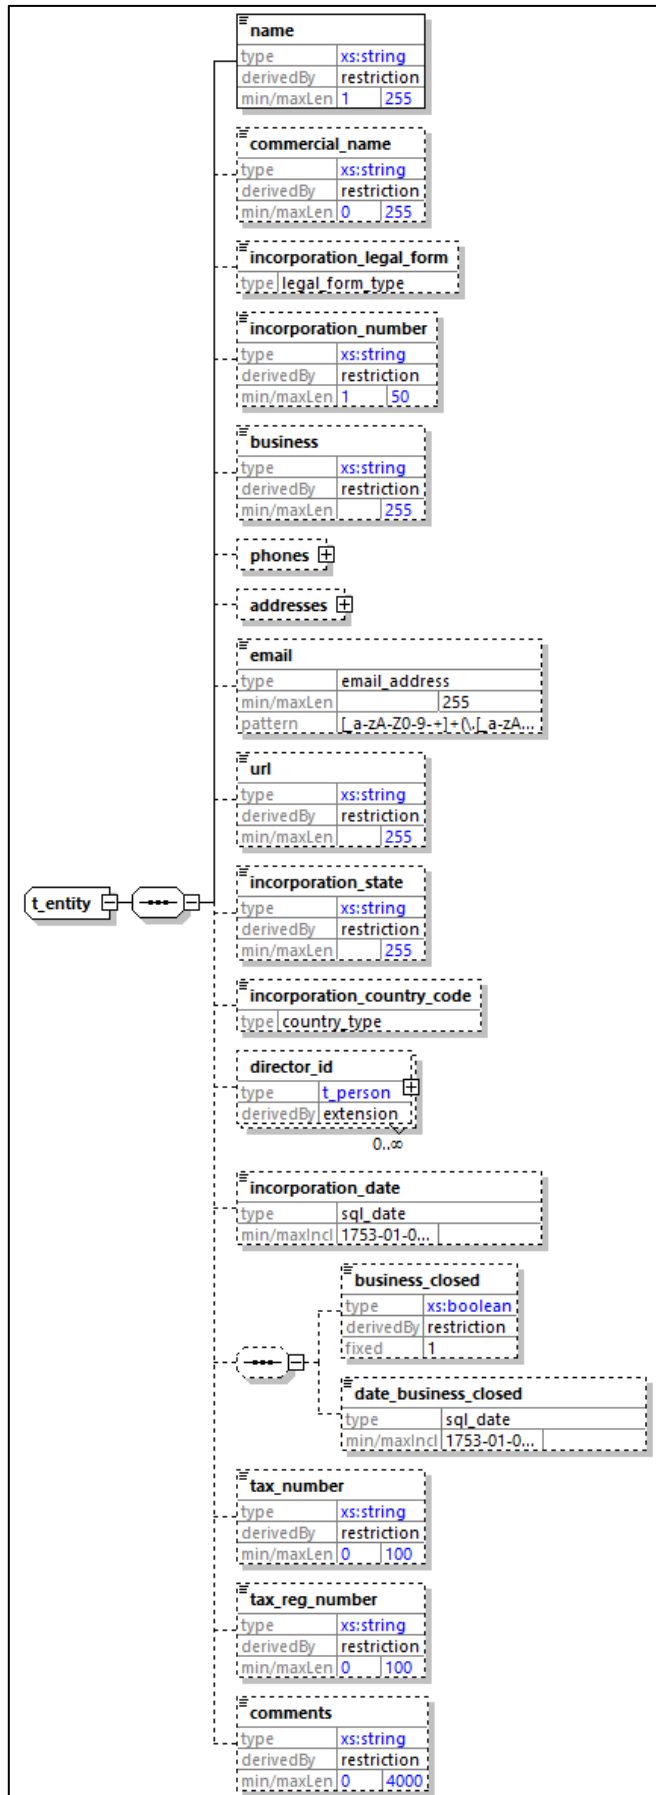 name
type xs:string
derivedBy restriction
min/maxLen 1 255
commercial_name
type xs:string
derivedBy restriction
min/maxLen 0 255
incorporation_legal_form
type legal_form_type
incorporation_number
type xs:string
derivedBy restriction
min/maxLen 1 50
business
type xs:string
derivedBy restriction
min/maxLen 255
phones
addresses
email
type email_address
min/maxLen 255
pattern [_a-zA-Z0-9-+]+(\.[_a-zA...
url
type xs:string
derivedBy restriction
min/maxLen 255
t_entity
incorporation_state
type xs:string
derivedBy restriction
min/maxLen 255
incorporation_country_code
type country_type
director_id
type t_person
derivedBy extension
0..∞
incorporation_date
type sql_date
min/maxIncl 1753-01-0...
business_closed
type xs:boolean
derivedBy restriction
fixed 1
date_business_closed
type sql_date
min/maxIncl 1753-01-0...
tax_number
type xs:string
derivedBy restriction
min/maxLen 0 100
tax_reg_number
type xs:string
derivedBy restriction
min/maxLen 0 100
comments
type xs:string
derivedBy restriction
min/maxLen 0 4000